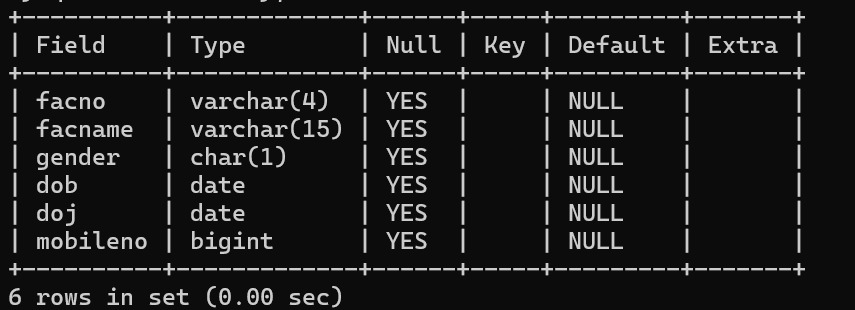 +----------+-------------+------+-----+---------+-------+
| Field    | Type        | Null | Key | Default | Extra |
+----------+-------------+------+-----+---------+-------+
| facno    | varchar(4)  | YES  |     | NULL    |       |
| facname  | varchar(15) | YES  |     | NULL    |       |
| gender   | char(1)     | YES  |     | NULL    |       |
| dob      | date        | YES  |     | NULL    |       |
| doj      | date        | YES  |     | NULL    |       |
| mobileno | bigint      | YES  |     | NULL    |       |
+----------+-------------+------+-----+---------+-------+
6 rows in set (0.00 sec)